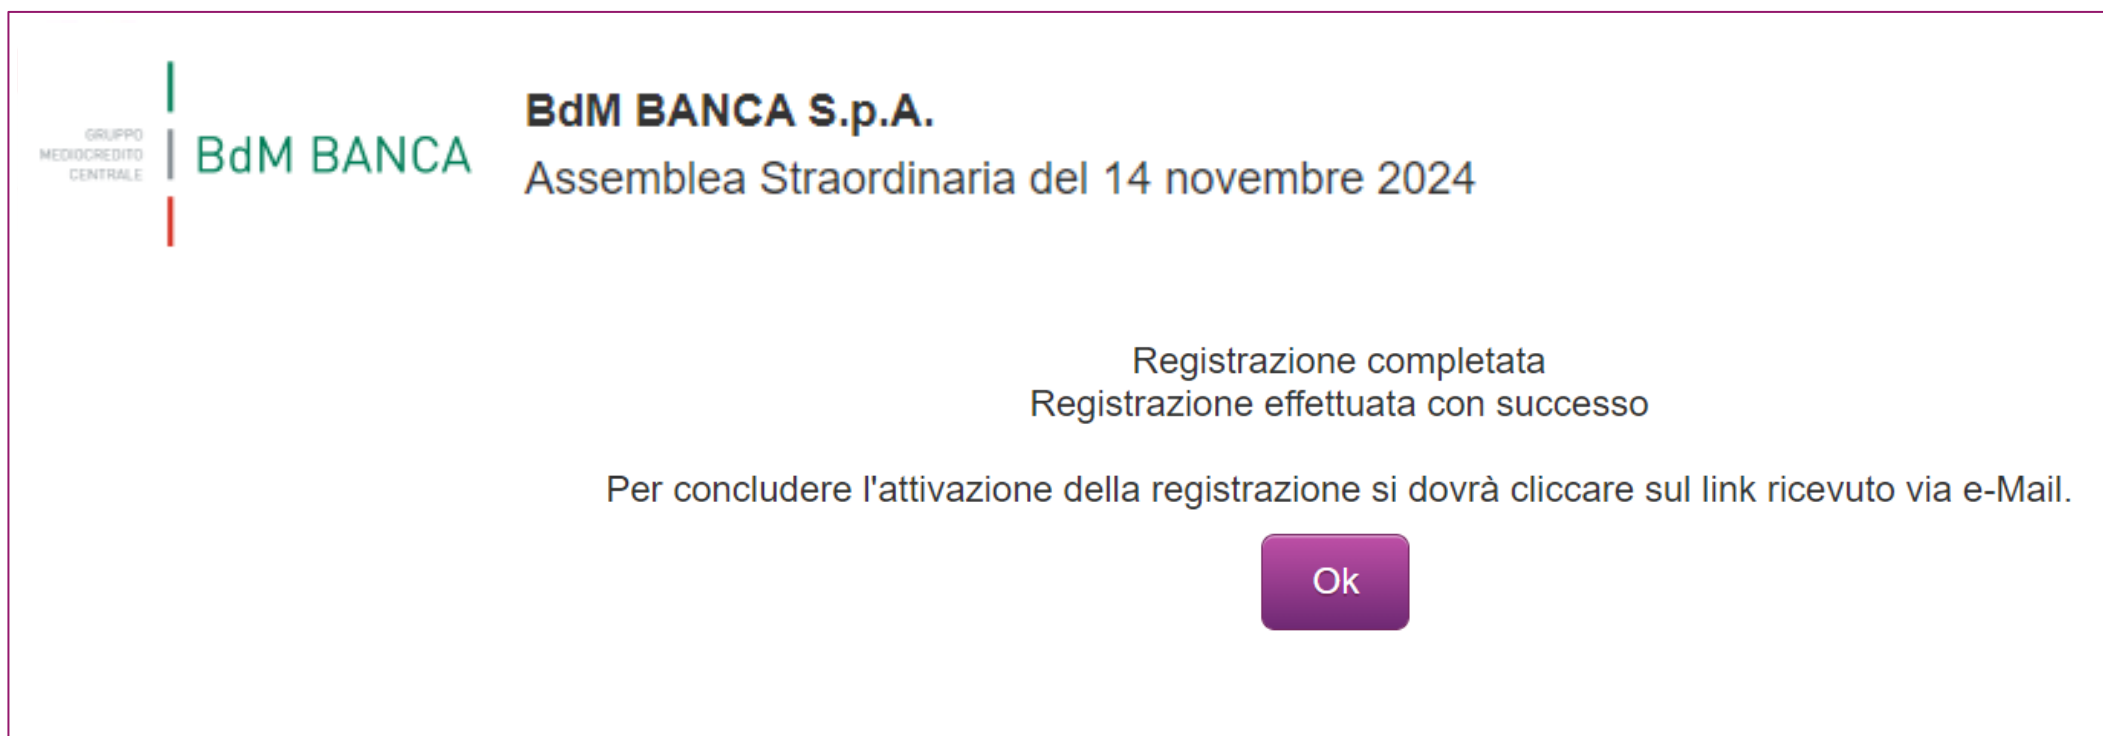 GRUPPO
MEDIOCREDITO
CENTRALE
BdM BANCA
BdM BANCA S.p.A.
Assemblea Straordinaria del 14 novembre 2024
Registrazione completata
Registrazione effettuata con successo
Per concludere l'attivazione della registrazione si dovrà cliccare sul link ricevuto via e-Mail.
Ok